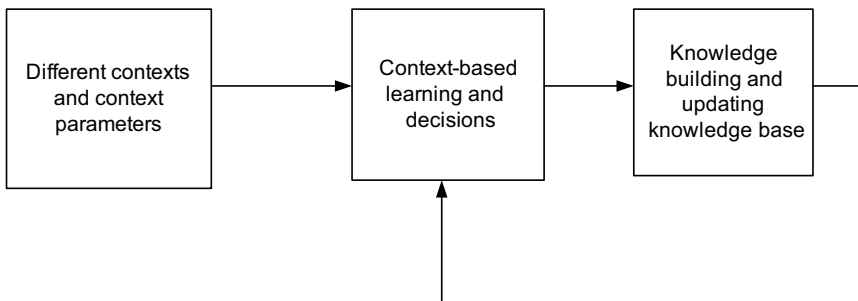 Different contexts
and context
parameters
Context-based
learning and
decisions
Knowledge
building and
updating
knowledge base